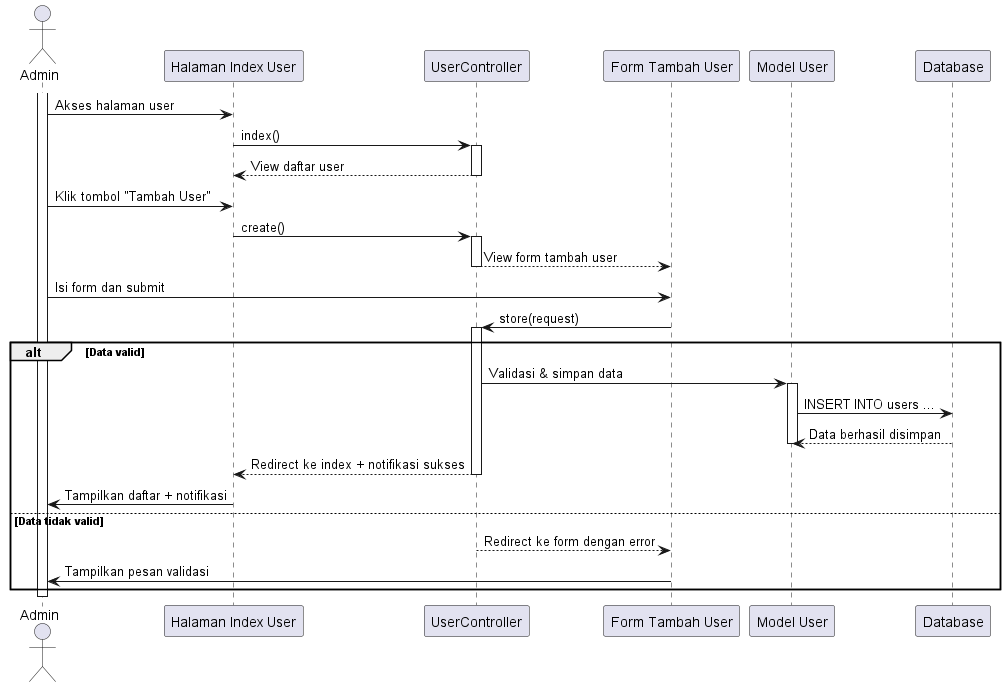 Admin
Halaman Index User
UserController
Form Tambah User
Model User
Database
Akses halaman user
index()
View daftar user
Klik tombol "Tambah User"
create()
View form tambah user
Isi form dan submit
store(request)
alt
[Data valid]
Validasi & simpan data
INSERT INTO users ...
Data berhasil disimpan
Redirect ke index + notifikasi sukses
Tampilkan daftar + notifikasi
[Data tidak valid]
Redirect ke form dengan error
Tampilkan pesan validasi
Admin
Halaman Index User
UserController
Form Tambah User
Model User
Database